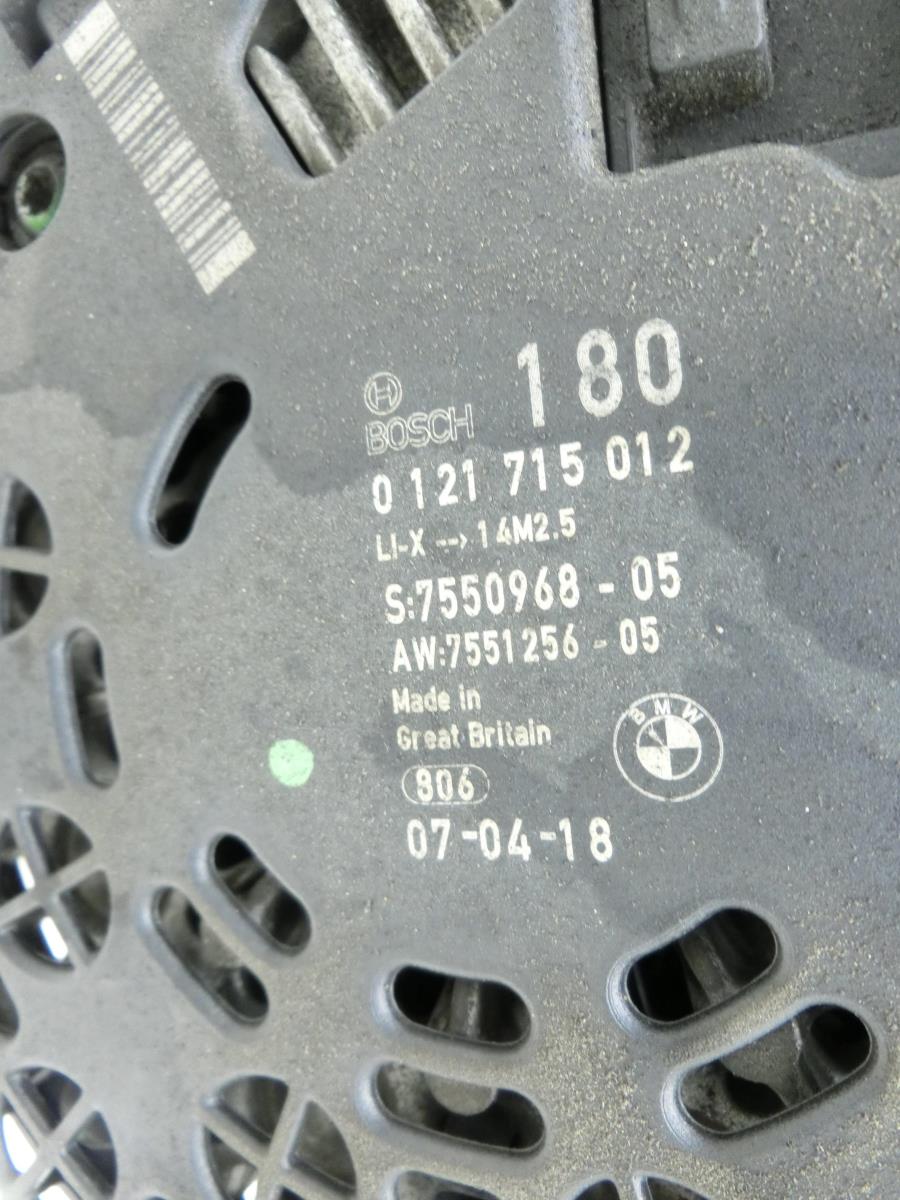 180
BOSCH
0 121 715 012
LI-X --> 14M2.5
S:7550968 - 05
AW:7551256 - 05
Made in
Great Britain
BMW
806
07-04-18